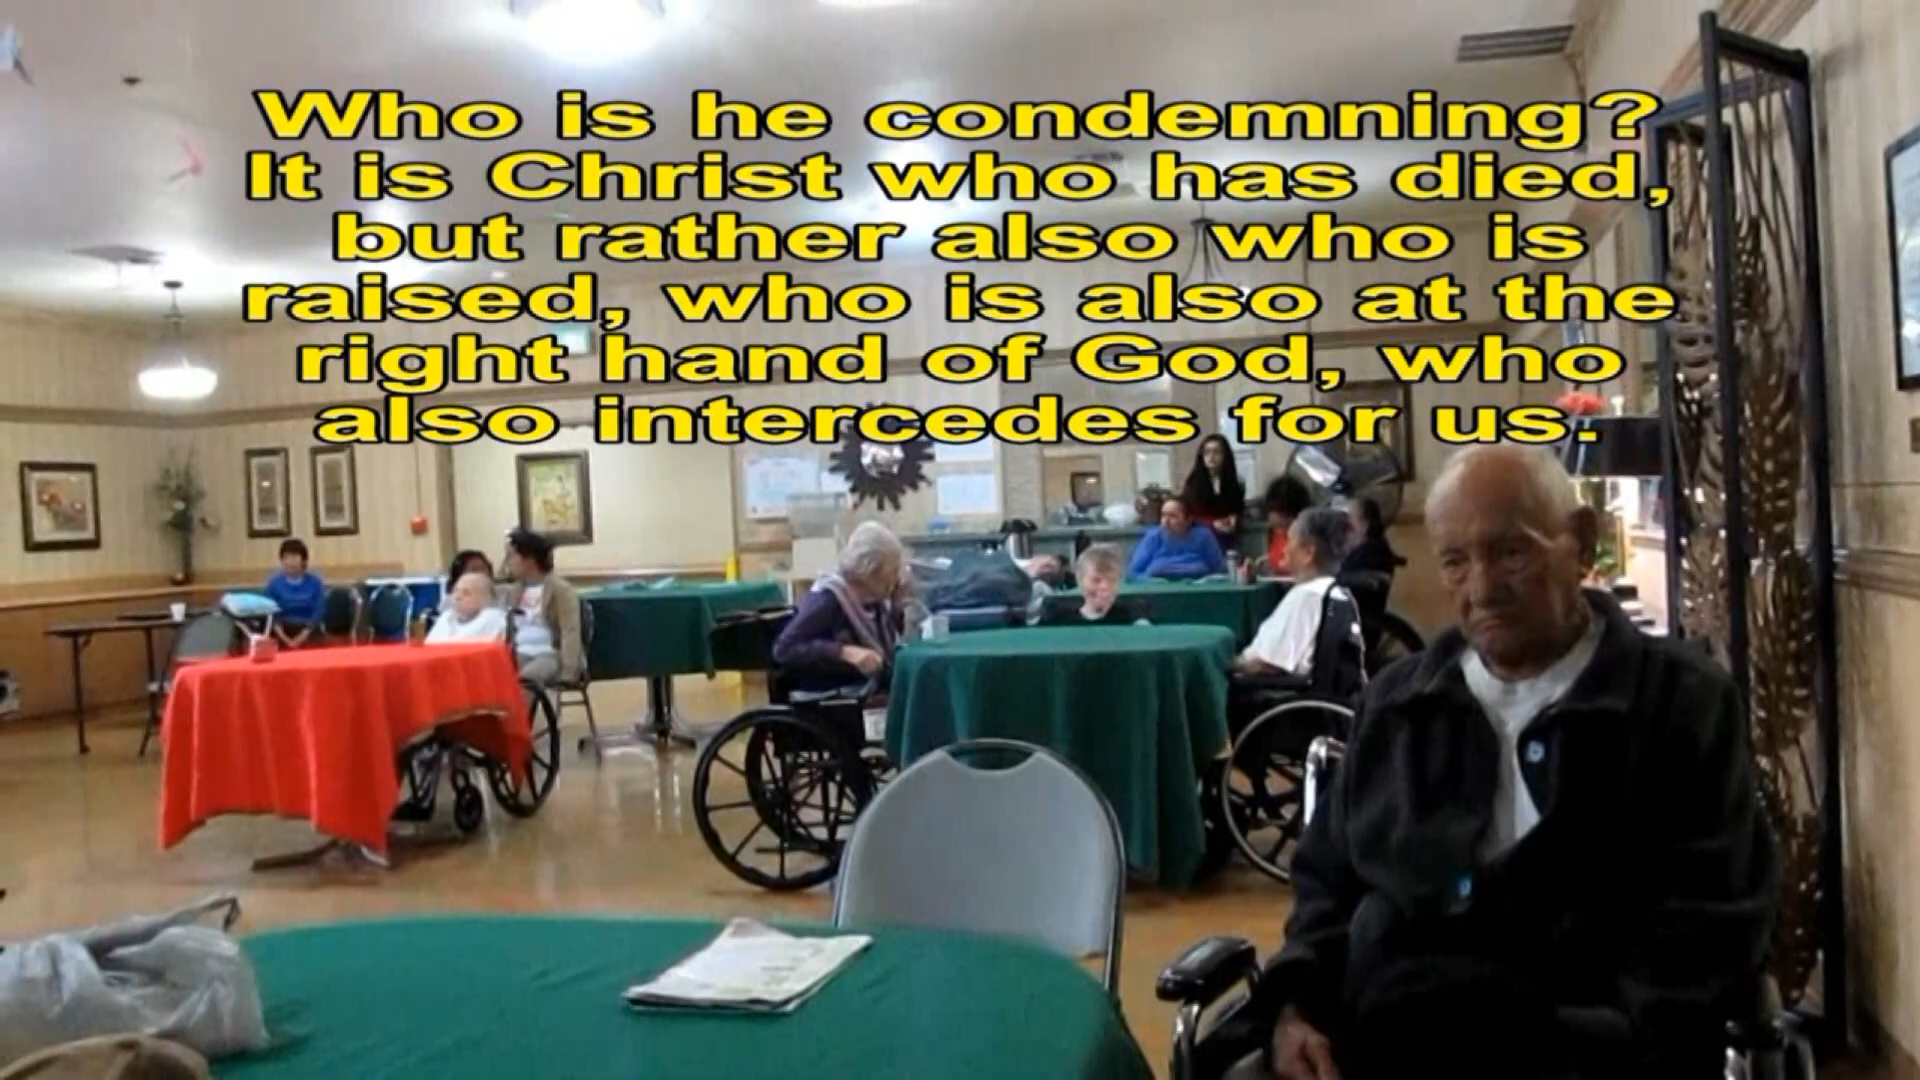 Who is he condemning?
It is Christ who has died,
but rather also who is
raised, who is also at the
right hand of God, who
also intercedes for us.